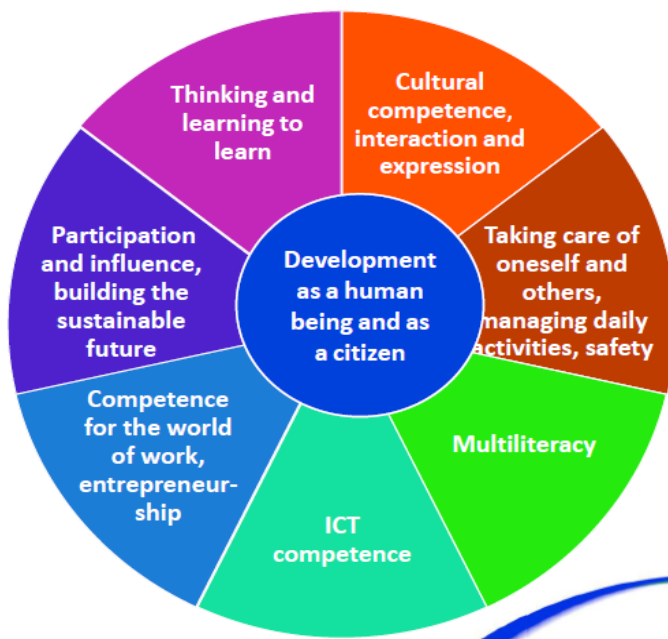 Thinking and
learning to
learn
Cultural
competence,
interaction and
expression
Taking care of
oneself and
others,
managing daily
activities, safety
Multiliteracy
ICT
competence
Competence
for the world
of work,
entrepreneur-
ship
Participation
and influence,
building the
sustainable
future
Development
as a human
being and as
a citizen